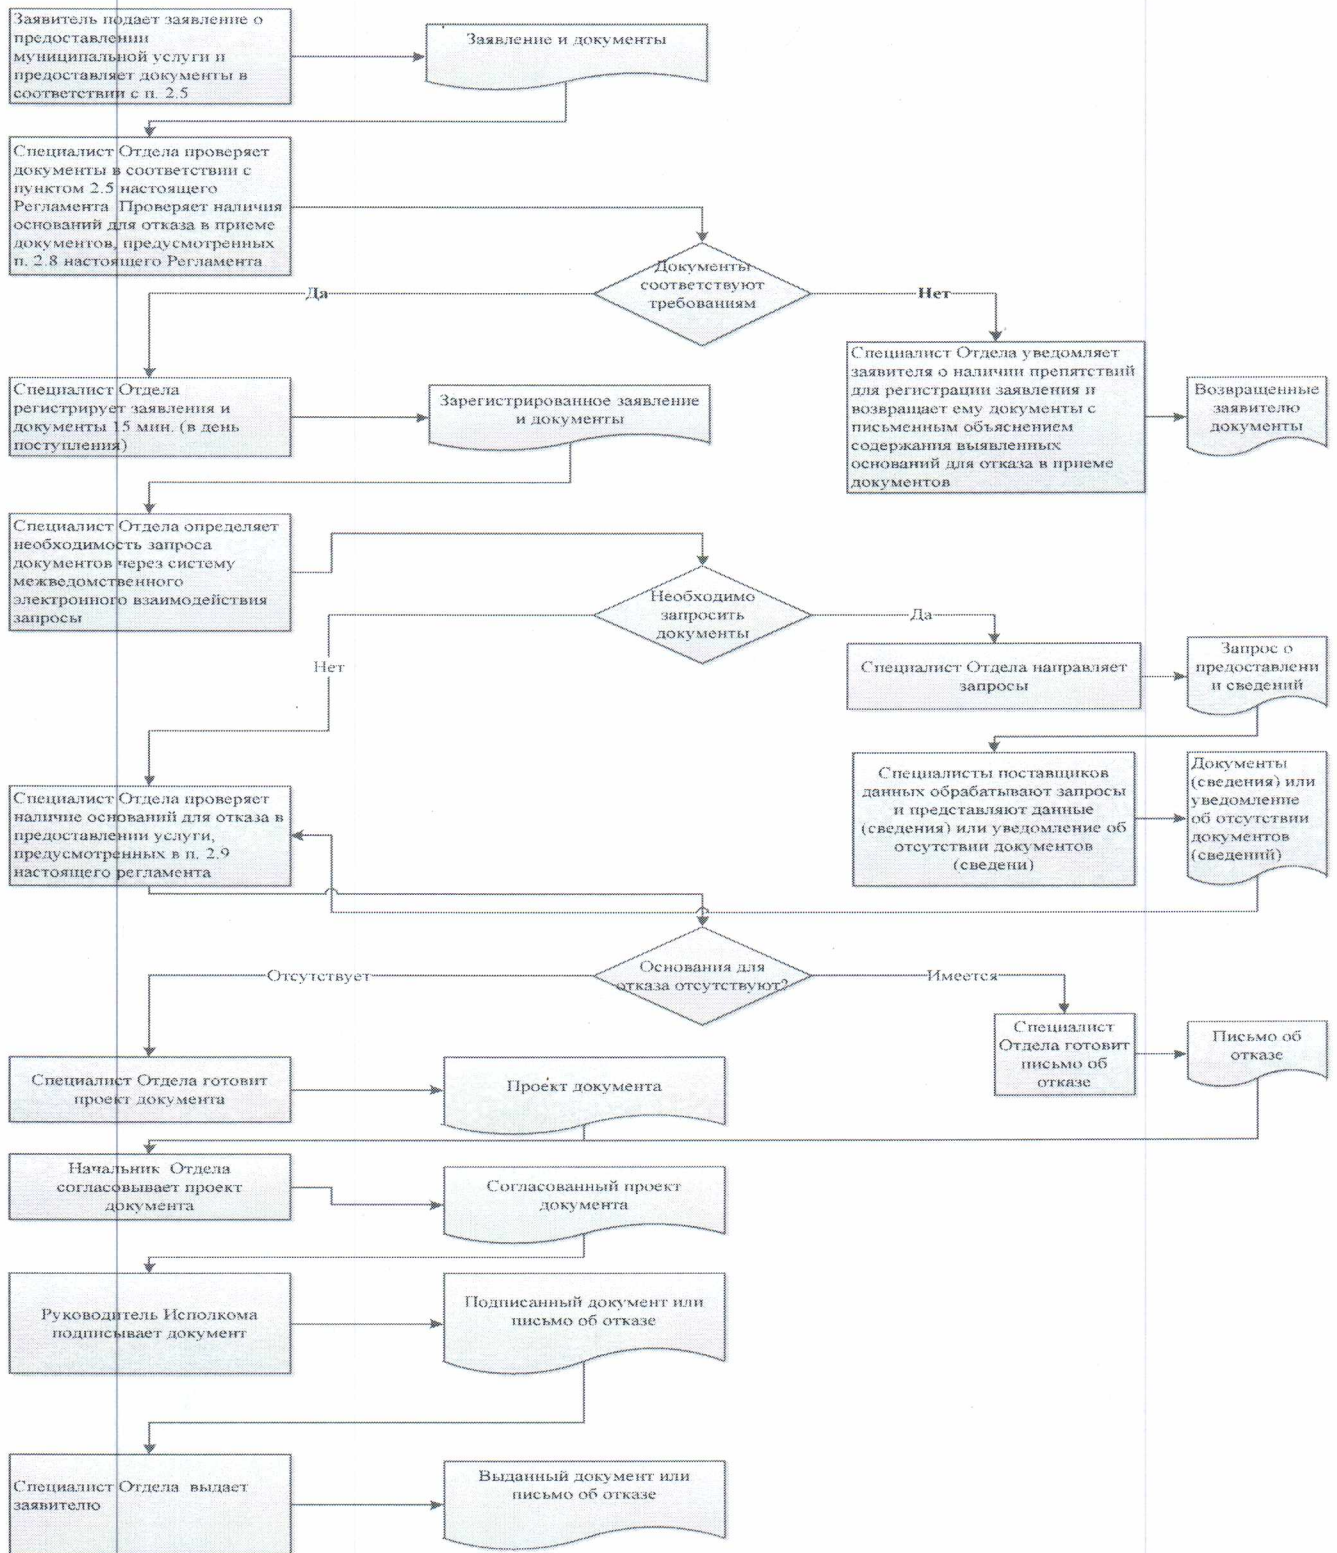 Заявитель подает заявление о
предоставлении
муниципальной услуги и
предоставляет документы в
соответствии с п. 2.5
Заявление и документы
Специалист Отдела проверяет
документы в соответствии с
пунктом 2.5 настоящего
Регламента Проверяет наличия
оснований для отказа в приеме
документов, предусмотренных
п. 2.8 настоящего Регламента
Документы
соответствуют
требованиям
Да
Нет
Специалист Отдела
регистрирует заявления и
документы 15 мин. (в день
поступления)
Зарегистрированное заявление
и документы
Специалист Отдела уведомляет
заявителя о наличии препятствий
для регистрации заявления и
возвращает ему документы с
письменным объяснением
содержания выявленных
оснований для отказа в приеме
документов
Возвращенные
заявителю
документы
Специалист Отдела определяет
необходимость запроса
документов через систему
межведомственного
электронного взаимодействия
запросы
Необходимо
запросить
документы
Да
Нет
Специалист Отдела направляет
запросы
Запрос о
предоставлени
и сведений
Специалисты поставщиков
данных обрабатывают запросы
и представляют данные
(сведения) или уведомление об
отсутствии документов
(сведени)
Документы
(сведения) или
уведомление
об отсутствии
документов
(сведений)
Специалист Отдела проверяет
наличие оснований для отказа в
предоставлении услуги,
предусмотренных в п. 2.9
настоящего регламента
Основания для
отказа отсутствуют?
Отсутствует
Имеется
Специалист
Отдела готовит
письмо об
отказе
Письмо об
отказе
Специалист Отдела готовит
проект документа
Проект документа
Начальник Отдела
согласовывает проект
документа
Согласованный проект
документа
Руководитель Исполкома
подписывает документ
Подписанный документ или
письмо об отказе
Специалист Отдела выдает
заявителю
Выданный документ или
письмо об отказе